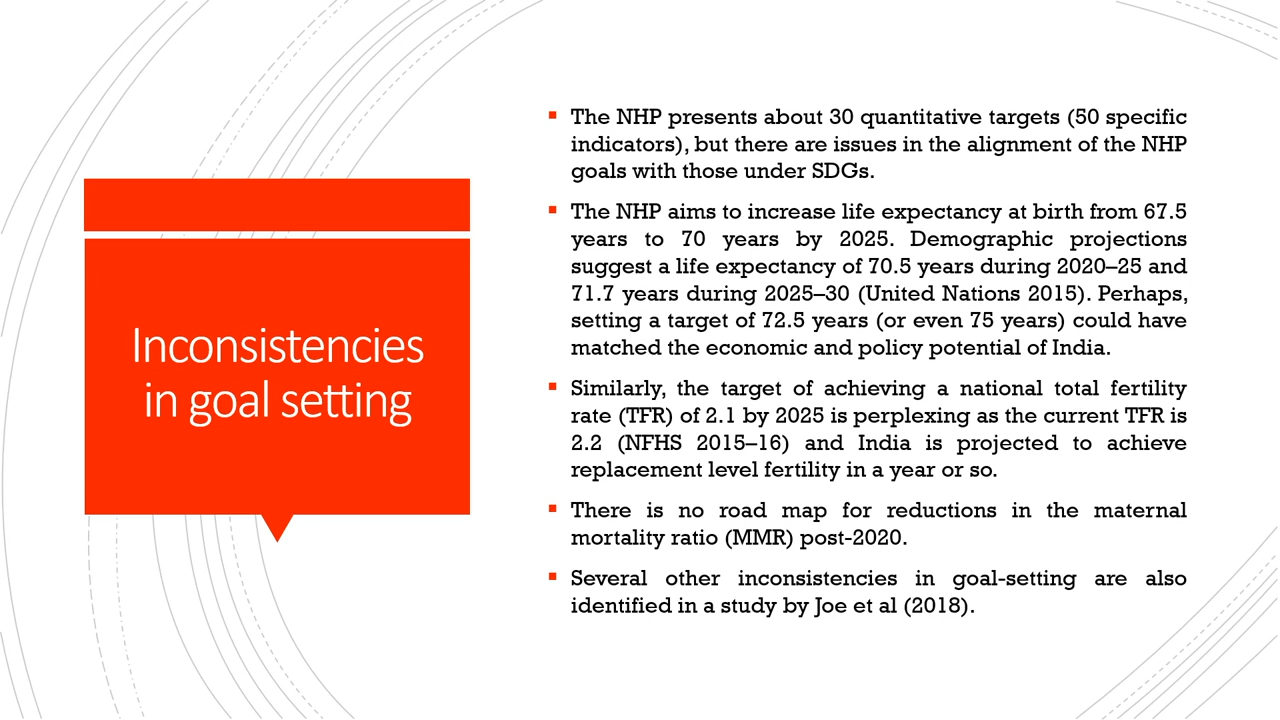 Inconsistencies
in goal setting
▪ The NHP presents about 30 quantitative targets (50 specific
indicators), but there are issues in the alignment of the NHP
goals with those under SDGs.
▪ The NHP aims to increase life expectancy at birth from 67.5
years to 70 years by 2025. Demographic projections
suggest a life expectancy of 70.5 years during 2020–25 and
71.7 years during 2025–30 (United Nations 2015). Perhaps,
setting a target of 72.5 years (or even 75 years) could have
matched the economic and policy potential of India.
▪ Similarly, the target of achieving a national total fertility
rate (TFR) of 2.1 by 2025 is perplexing as the current TFR is
2.2 (NFHS 2015–16) and India is projected to achieve
replacement level fertility in a year or so.
▪ There is no road map for reductions in the maternal
mortality ratio (MMR) post-2020.
▪ Several other inconsistencies in goal-setting are also
identified in a study by Joe et al (2018).